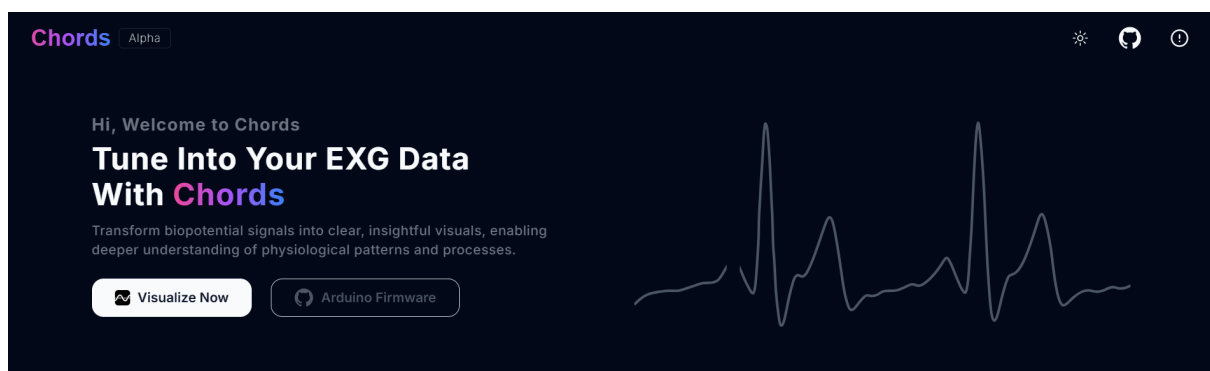 Chords Alpha
Hi, Welcome to Chords
Tune Into Your EXG Data
With Chords
Transform biopotential signals into clear, insightful visuals, enabling
deeper understanding of physiological patterns and processes.
Visualize Now Arduino Firmware